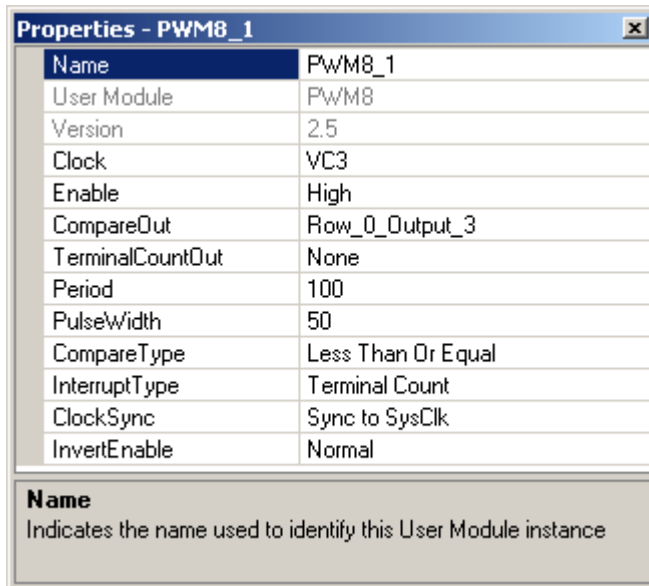 Properties - PWM8_1
Name PWM8_1
User Module PWM8
Version 2.5
Clock VC3
Enable High
CompareOut Row_0_Output_3
TerminalCountOut None
Period 100
PulseWidth 50
CompareType Less Than Or Equal
InterruptType Terminal Count
ClockSync Sync to SysClk
InvertEnable Normal
Name
Indicates the name used to identify this User Module instance